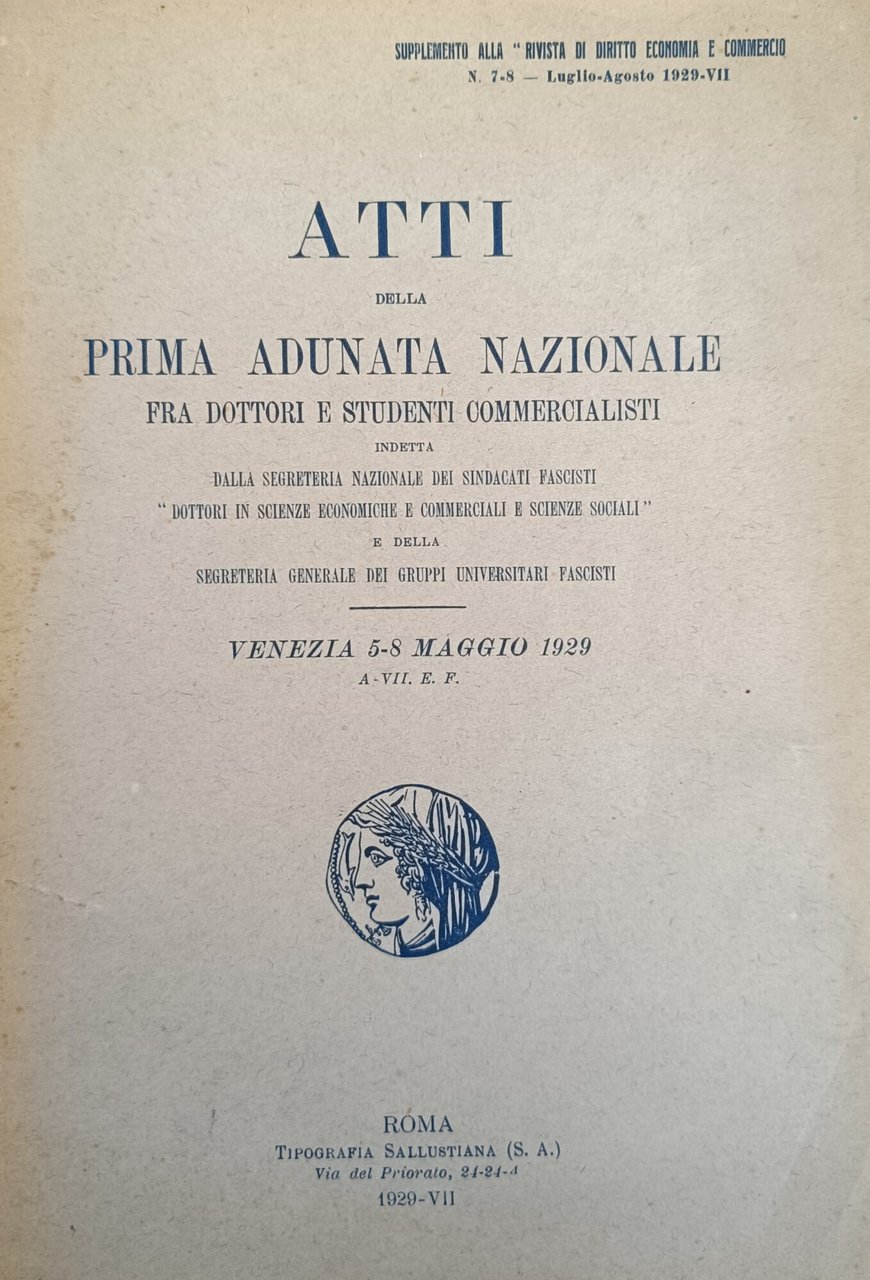 SUPPLEMENTO ALLA " RIVISTA DI DIRITTO ECONOMIA E COMMERCIO
N. 7-8 — Luglio-Agosto 1929-VII
ATTI
DELLA
PRIMA ADUNATA NAZIONALE
FRA DOTTORI E STUDENTI COMMERCIALISTI
INDETTA
DALLA SEGRETERIA NAZIONALE DEI SINDACATI FASCISTI
" DOTTORI IN SCIENZE ECONOMICHE E COMMERCIALI E SCIENZE SOCIALI "
E DELLA
SEGRETERIA GENERALE DEI GRUPPI UNIVERSITARI FASCISTI
VENEZIA 5-8 MAGGIO 1929
A-VII. E. F.
ROMA
TIPOGRAFIA SALLUSTIANA (S. A.)
Via del Priorato, 24-24-A
1929-VII